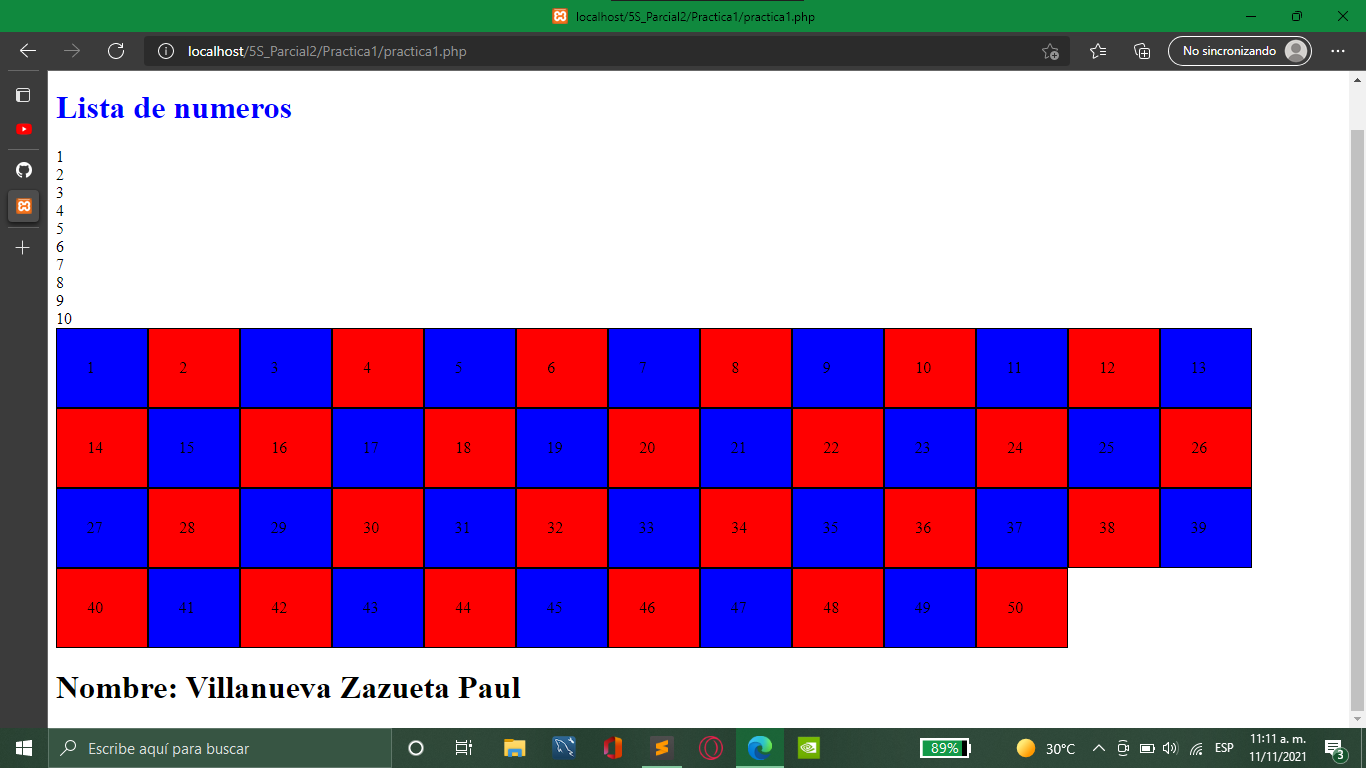 localhost/5S_Parcial2/Practica1/practica1.php
localhost/5S_Parcial2/Practica1/practica1.php
No sincronizando
Lista de numeros
1
2
3
4
5
6
7
8
9
10
1 2 3 4 5 6 7 8 9 10 11 12 13
14 15 16 17 18 19 20 21 22 23 24 25 26
27 28 29 30 31 32 33 34 35 36 37 38 39
40 41 42 43 44 45 46 47 48 49 50
Nombre: Villanueva Zazueta Paul
Escribe aquí para buscar
89%
30°C
ESP
11:11 a. m.
11/11/2021
3